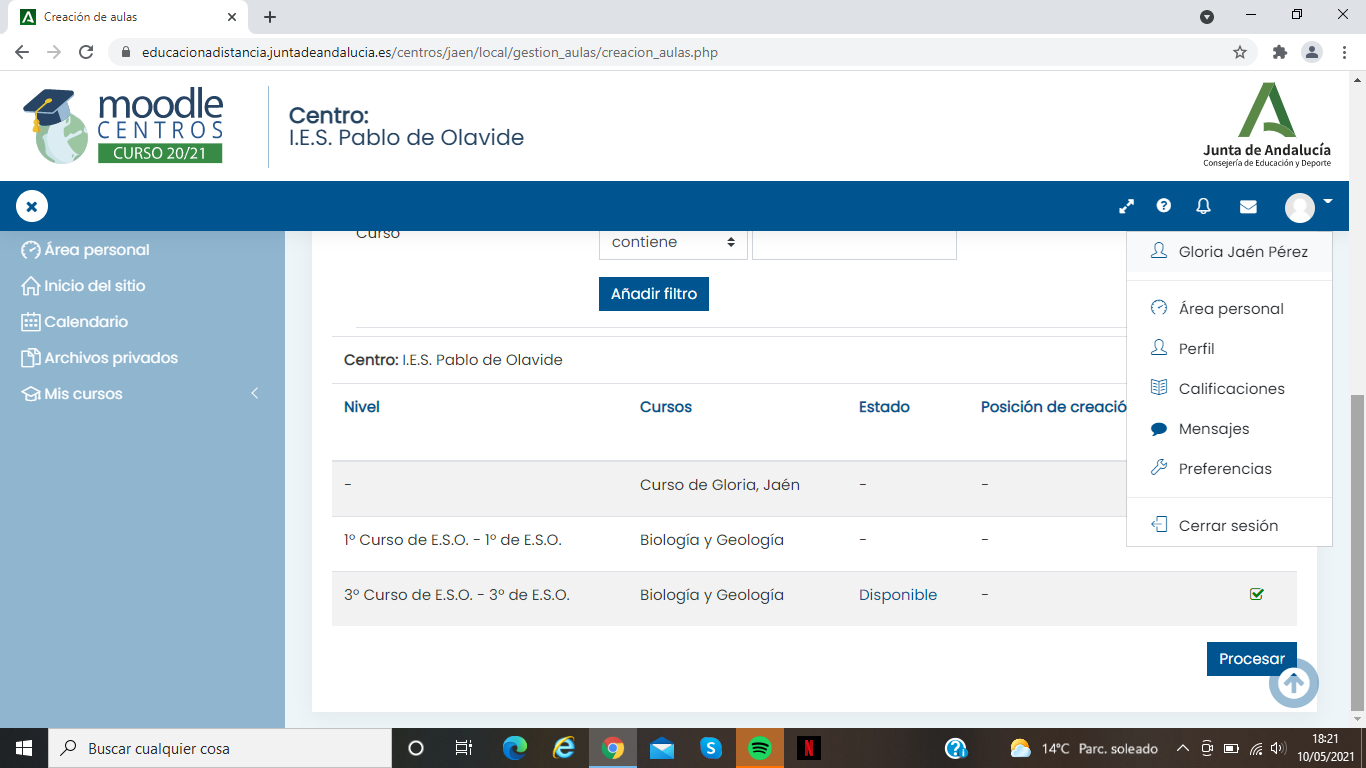 Creación de aulas
educacionadistancia.juntadeandalucia.es/centros/jaen/local/gestion_aulas/creacion_aulas.php
moodle
CENTROS
CURSO 20/21
Centro:
I.E.S. Pablo de Olavide
Junta de Andalucía
Consejería de Educación y Deporte
Área personal
Inicio del sitio
Calendario
Archivos privados
Mis cursos
Curso
contiene
Añadir filtro
Gloria Jaén Pérez
Área personal
Perfil
Calificaciones
Mensajes
Preferencias
Cerrar sesión
Centro: I.E.S. Pablo de Olavide
Nivel Cursos Estado Posición de creació
- Curso de Gloria, Jaén - -
1º Curso de E.S.O. - 1º de E.S.O. Biología y Geología - -
3º Curso de E.S.O. - 3º de E.S.O. Biología y Geología Disponible -
Procesar
Buscar cualquier cosa
14°C Parc. soleado
18:21
10/05/2021